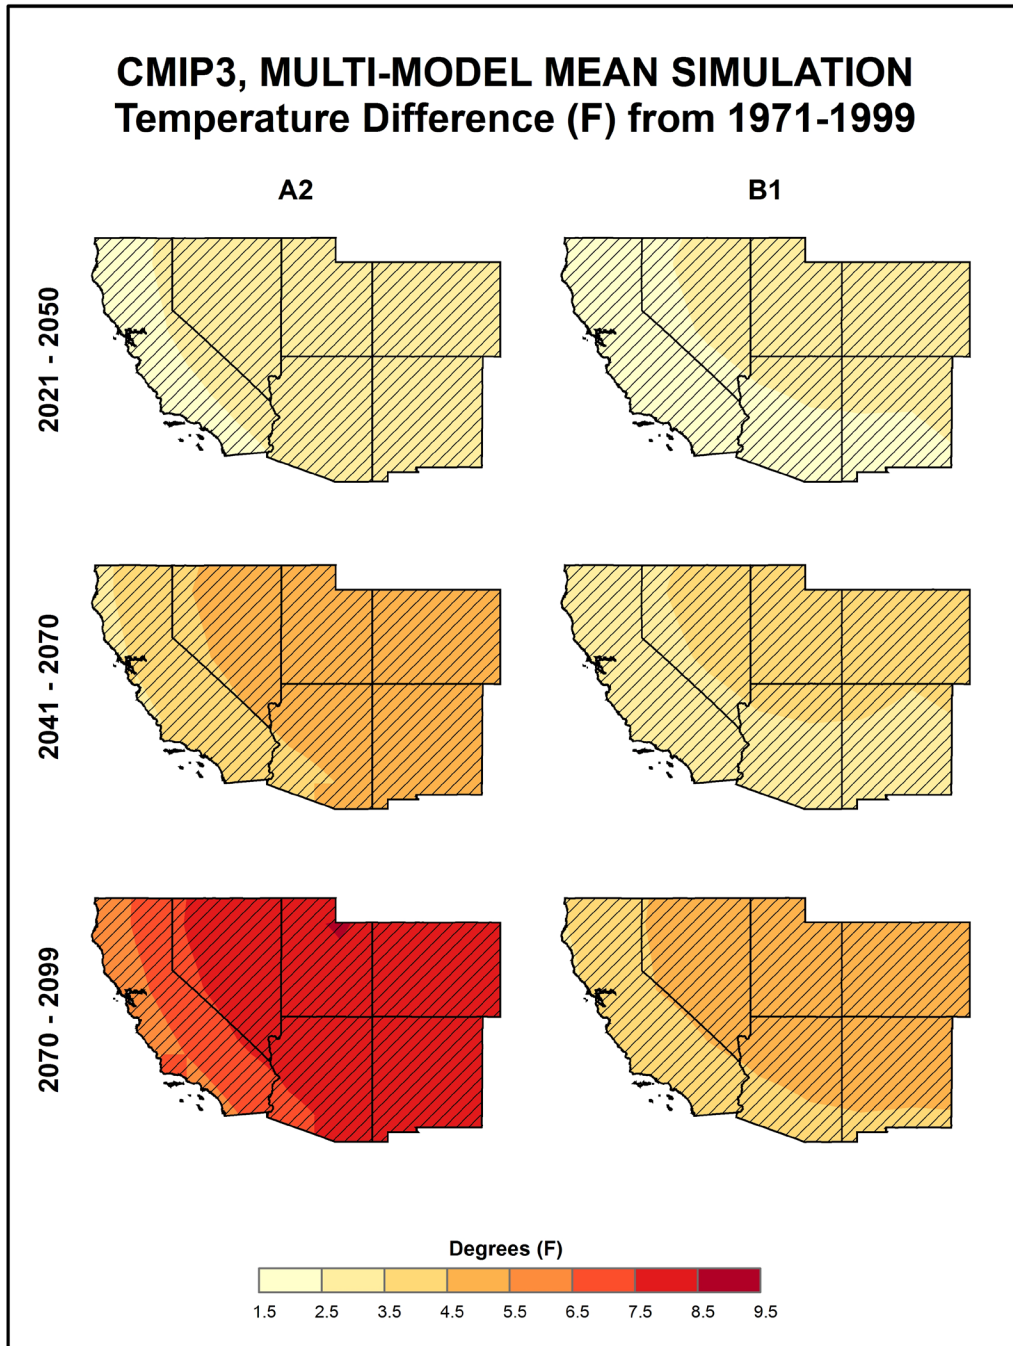 CMIP3, MULTI-MODEL MEAN SIMULATION
Temperature Difference (F) from 1971-1999
A2 B1
2021 - 2050
2041 - 2070
2070 - 2099
Degrees (F)
1.5 2.5 3.5 4.5 5.5 6.5 7.5 8.5 9.5